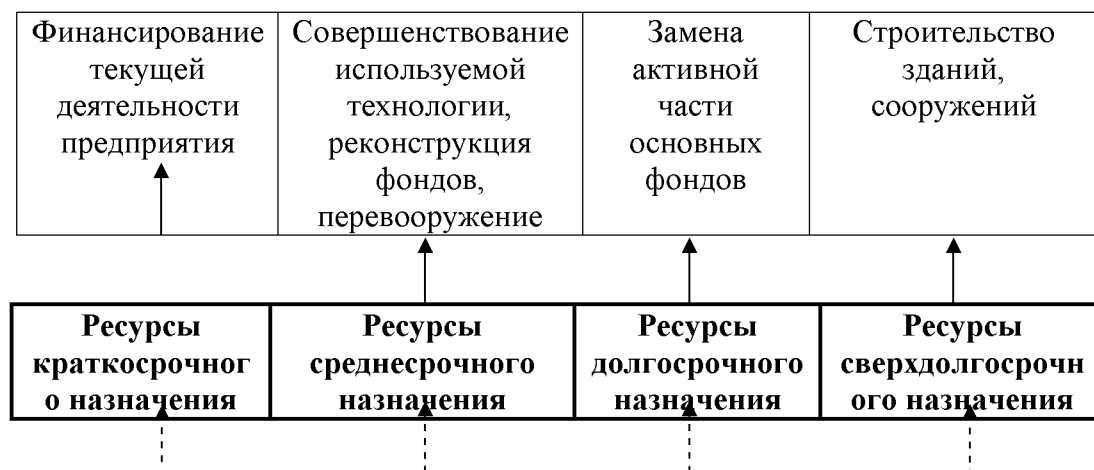 Финансирование
текущей
деятельности
предприятия
Совершенствование
используемой
технологии,
реконструкция
фондов,
перевооружение
Замена
активной
части
основных
фондов
Строительство
зданий,
сооружений
Ресурсы
краткосрочног
о назначения
Ресурсы
среднесрочного
назначения
Ресурсы
долгосрочного
назначения
Ресурсы
сверхдолгосрочн
ого назначения